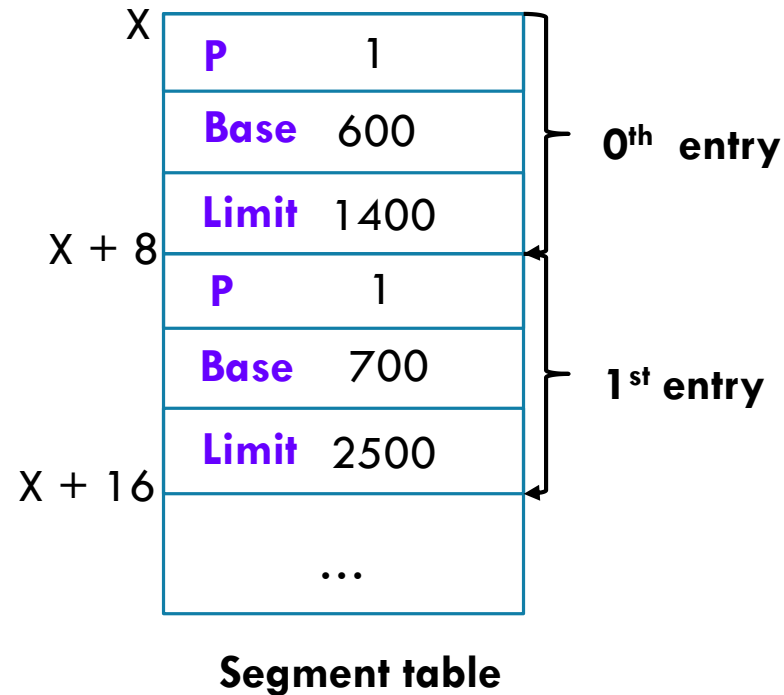 X
P 1
Base 600
0th entry
Limit 1400
X + 8
P 1
Base 700
1st entry
Limit 2500
X + 16
...
Segment table